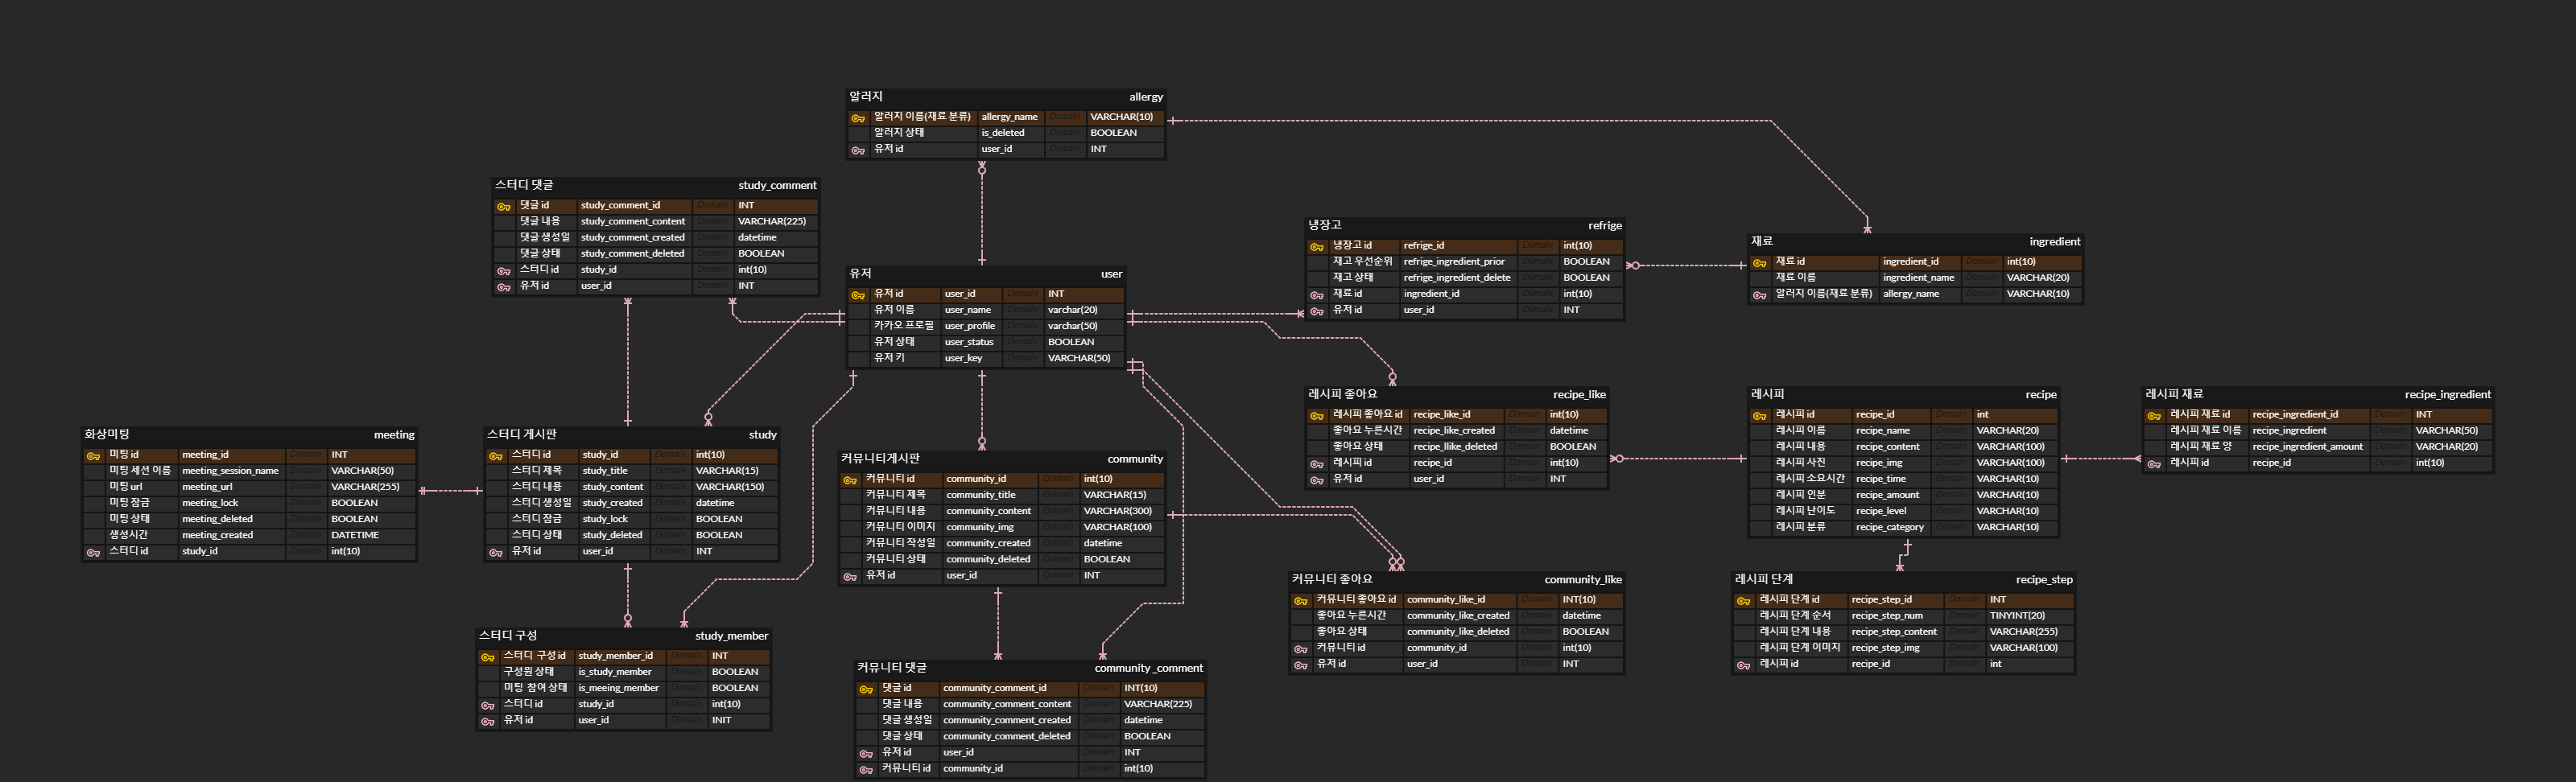 알러지 allergy
알러지 이름(재료 분류) allergy_name Domain VARCHAR(10)
알러지 상태 is_deleted Domain BOOLEAN
유저 id user_id Domain INT
스터디 댓글 study_comment
댓글 id study_comment_id Domain INT
댓글 내용 study_comment_content Domain VARCHAR(225)
댓글 생성일 study_comment_created Domain datetime
댓글 상태 study_comment_deleted Domain BOOLEAN
스터디 id study_id Domain int(10)
유저 id user_id Domain INT
냉장고 refrige
냉장고 id refrige_id Domain int(10)
재고 우선순위 refrige_ingredient_prior Domain BOOLEAN
재고 상태 refrige_ingredient_delete Domain BOOLEAN
재료 id ingredient_id Domain int(10)
유저 id user_id Domain INT
재료 ingredient
재료 id ingredient_id Domain int(10)
재료 이름 ingredient_name Domain VARCHAR(20)
알러지 이름(재료 분류) allergy_name Domain VARCHAR(10)
유저 user
유저 id user_id Domain INT
유저 이름 user_name Domain varchar(20)
카카오 프로필 user_profile Domain varchar(50)
유저 상태 user_status Domain BOOLEAN
유저 키 user_key Domain VARCHAR(50)
레시피 좋아요 recipe_like
레시피 좋아요 id recipe_like_id Domain int(10)
좋아요 누른시간 recipe_like_created Domain datetime
좋아요 상태 recipe_llike_deleted Domain BOOLEAN
레시피 id recipe_id Domain int(10)
유저 id user_id Domain INT
레시피 recipe
레시피 id recipe_id Domain int
레시피 이름 recipe_name Domain VARCHAR(20)
레시피 내용 recipe_content Domain VARCHAR(100)
레시피 사진 recipe_img Domain VARCHAR(100)
레시피 소요시간 recipe_time Domain VARCHAR(10)
레시피 인분 recipe_amount Domain VARCHAR(10)
레시피 난이도 recipe_level Domain VARCHAR(10)
레시피 분류 recipe_category Domain VARCHAR(10)
레시피 재료 recipe_ingredient
레시피 재료 id recipe_ingredient_id Domain INT
레시피 재료 이름 recipe_ingredient Domain VARCHAR(50)
레시피 재료 양 recipe_ingredient_amount Domain VARCHAR(20)
레시피 id recipe_id Domain int(10)
화상미팅 meeting
미팅 id meeting_id Domain INT
미팅 세션 이름 meeting_session_name Domain VARCHAR(50)
미팅 url meeting_url Domain VARCHAR(255)
미팅 잠금 meeting_lock Domain BOOLEAN
미팅 상태 meeting_deleted Domain BOOLEAN
생성시간 meeting_created Domain DATETIME
스터디 id study_id Domain int(10)
스터디 게시판 study
스터디 id study_id Domain int(10)
스터디 제목 study_title Domain VARCHAR(15)
스터디 내용 study_content Domain VARCHAR(150)
스터디 생성일 study_created Domain datetime
스터디 잠금 study_lock Domain BOOLEAN
스터디 상태 study_deleted Domain BOOLEAN
유저 id user_id Domain INT
커뮤니티게시판 community
커뮤니티 id community_id Domain int(10)
커뮤니티 제목 community_title Domain VARCHAR(15)
커뮤니티 내용 community_content Domain VARCHAR(300)
커뮤니티 이미지 community_img Domain VARCHAR(100)
커뮤니티 작성일 community_created Domain datetime
커뮤니티 상태 community_deleted Domain BOOLEAN
유저 id user_id Domain INT
커뮤니티 좋아요 community_like
커뮤니티 좋아요 id community_like_id Domain INT(10)
좋아요 누른시간 community_like_created Domain datetime
좋아요 상태 community_like_deleted Domain BOOLEAN
커뮤니티 id community_id Domain int(10)
유저 id user_id Domain INT
레시피 단계 recipe_step
레시피 단계 id recipe_step_id Domain INT
레시피 단계 순서 recipe_step_num Domain TINYINT(20)
레시피 단계 내용 recipe_step_content Domain VARCHAR(255)
레시피 단계 이미지 recipe_step_img Domain VARCHAR(100)
레시피 id recipe_id Domain int
스터디 구성 study_member
스터디 구성 id study_member_id Domain INT
구성원 상태 is_study_member Domain BOOLEAN
미팅 참여 상태 is_meeing_member Domain BOOLEAN
스터디 id study_id Domain int(10)
유저 id user_id Domain INIT
커뮤니티 댓글 community_comment
댓글 id community_comment_id Domain INT(10)
댓글 내용 community_comment_content Domain VARCHAR(225)
댓글 생성일 community_comment_created Domain datetime
댓글 상태 community_comment_deleted Domain BOOLEAN
유저 id user_id Domain INT
커뮤니티 id community_id Domain int(10)